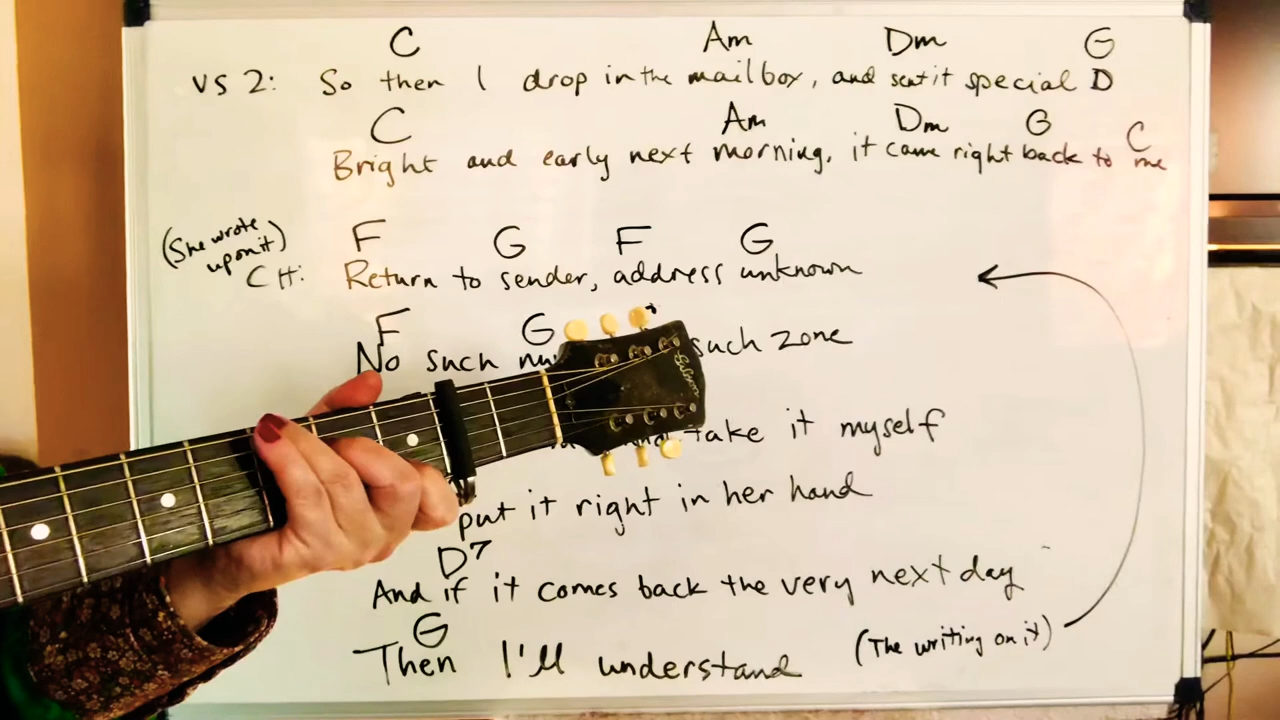 C Am Dm G
VS 2: So then I drop in the mailbox, and sent it special D
C Am Dm G C
Bright and early next morning, it came right back to me
(She wrote upon it)
F G F G
CH: Return to sender, address unknown
F G
No such such zone
take it myself
put it right in her hand
D7
And if it comes back the very next day
G
Then I'll understand (The writing on it)
Gibson